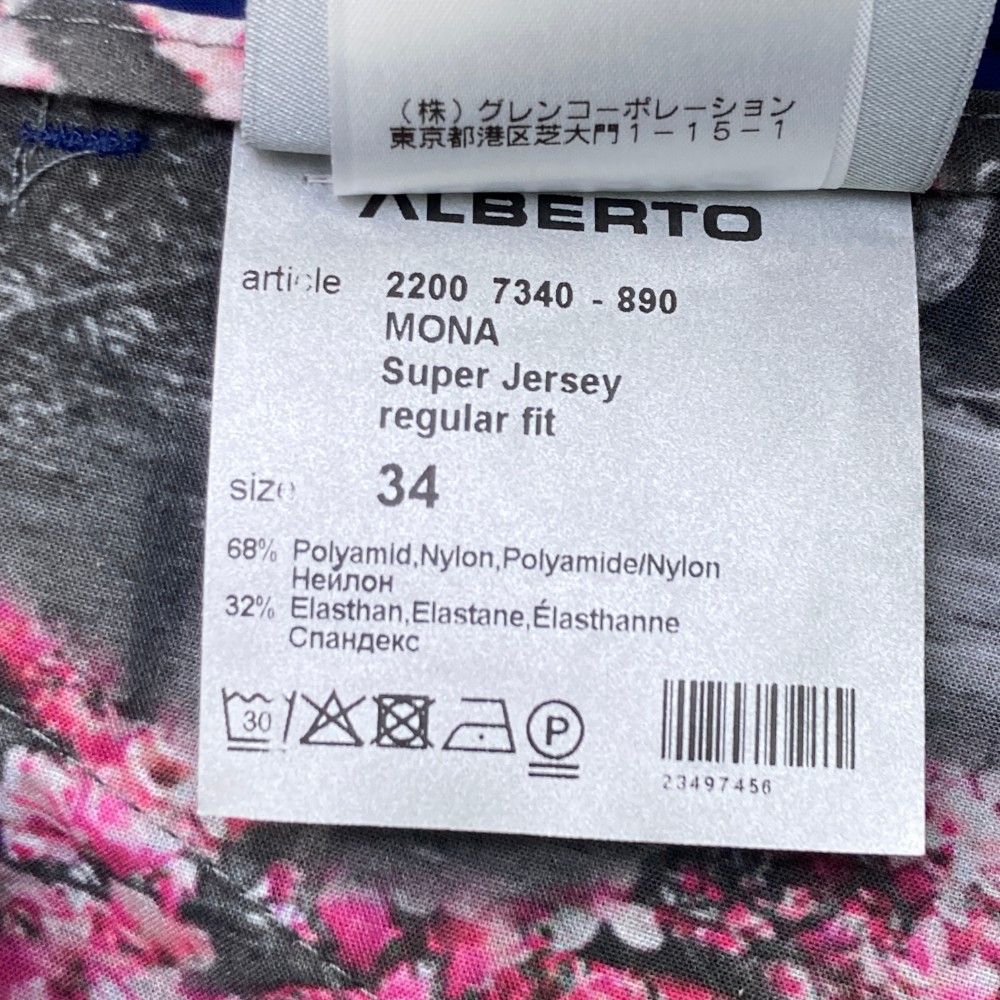 (株)グレンコーポレーション
東京都港区芝大門1-15-1
ALBERTO
article 2200 7340 - 890
MONA
Super Jersey
regular fit
size 34
68% Polyamid,Nylon,Polyamide/Nylon
Нейлон
32% Elasthan,Elastane,Élasthanne
Спандекс
30 P
23497456